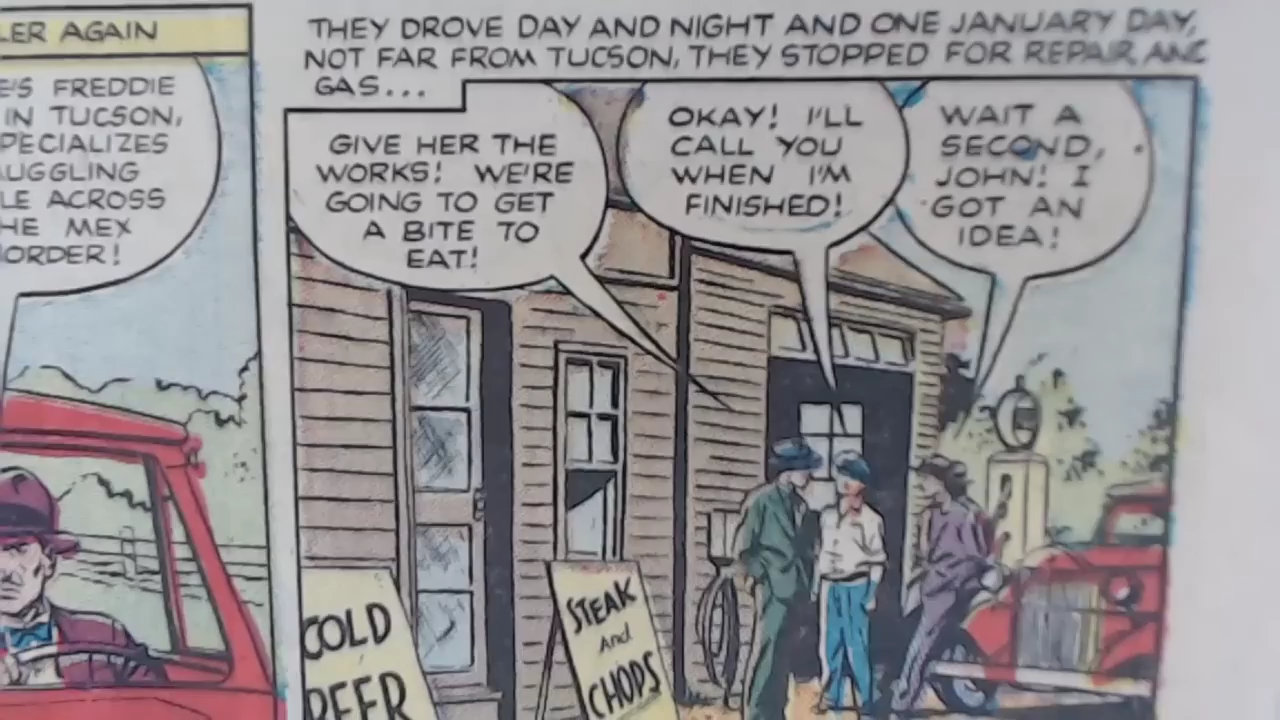 LER AGAIN
E'S FREDDIE
IN TUCSON,
PECIALIZES
UGGLING
LE ACROSS
HE MEX
ORDER!
THEY DROVE DAY AND NIGHT AND ONE JANUARY DAY,
NOT FAR FROM TUCSON, THEY STOPPED FOR REPAIR AND
GAS...
GIVE HER THE
WORKS! WE'RE
GOING TO GET
A BITE TO
EAT!
OKAY! I'LL
CALL YOU
WHEN I'M
FINISHED!
WAIT A
SECOND,
JOHN! I
GOT AN
IDEA!
COLD
BEER
STEAK
And
CHOPS